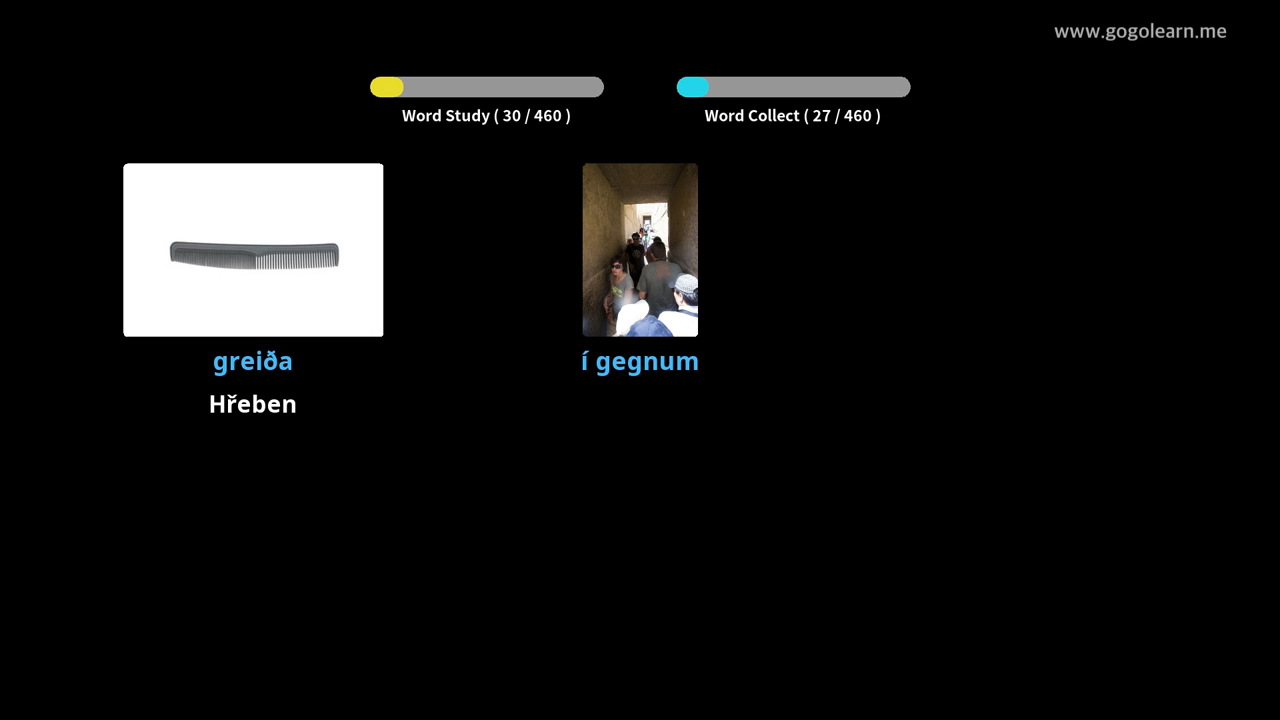 www.gogolearn.me
Word Study ( 30 / 460 )
Word Collect ( 27 / 460 )
greiða
í gegnum
Hřeben